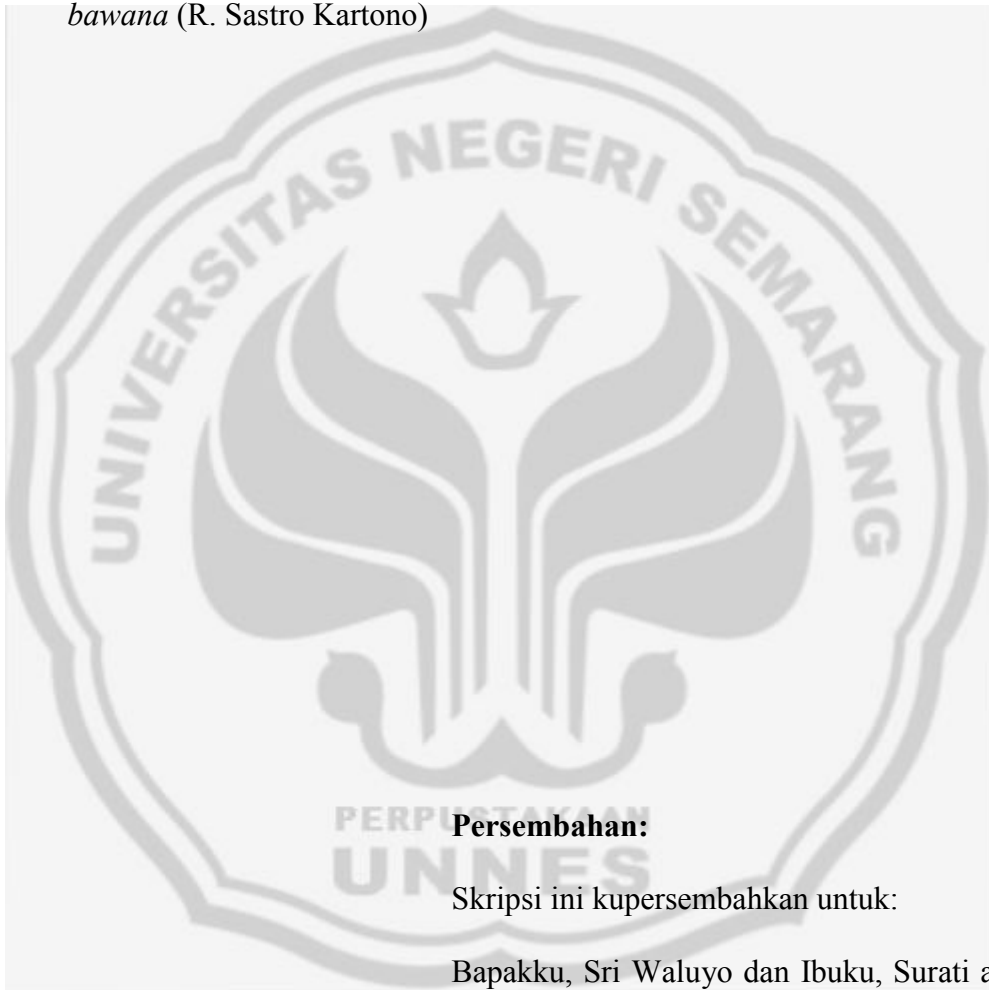 bawana (R. Sastro Kartono)
UNIVERSITAS NEGERI SEMARANG
PERPUSTAKAAN
UNNES
Persembahan:
Skripsi ini kupersembahkan untuk:
Bapakku, Sri Waluyo dan Ibuku, Surati